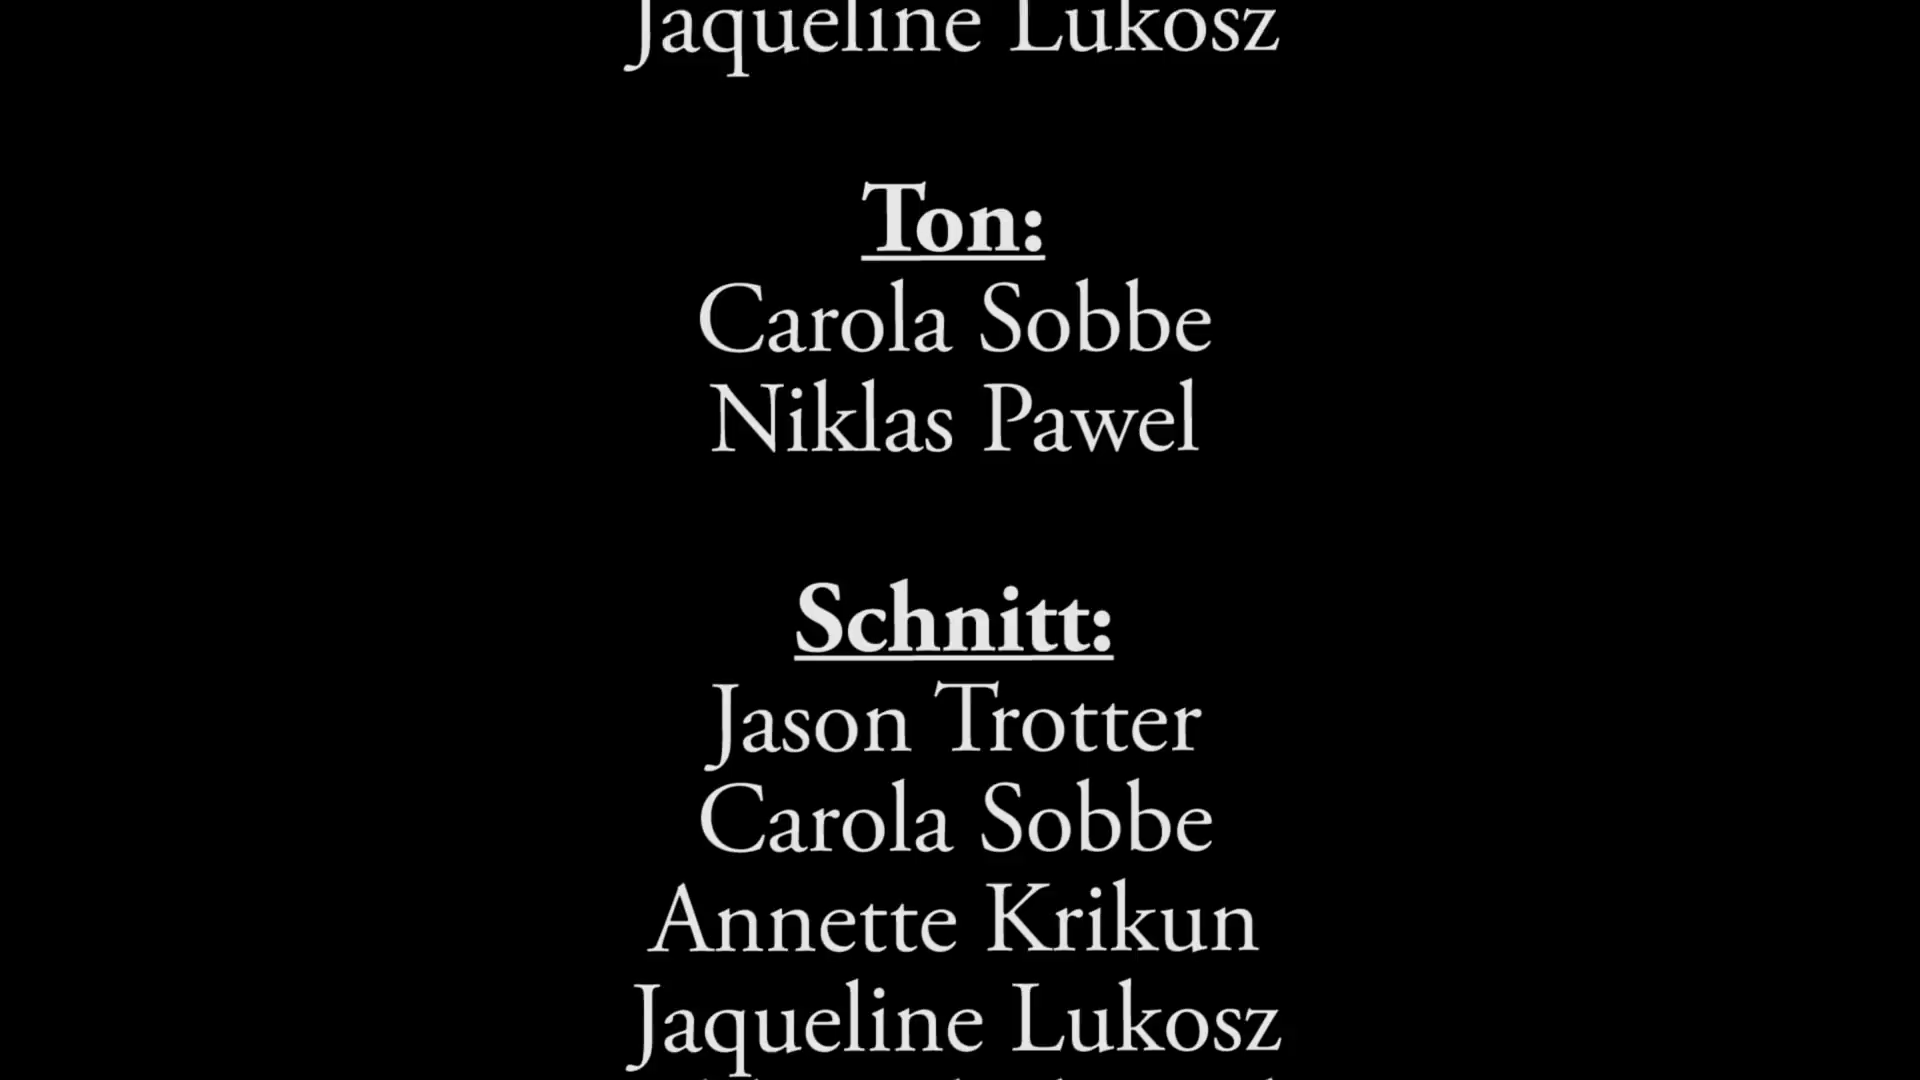 Jaqueline Lukosz
Ton:
Carola Sobbe
Niklas Pawel
Schnitt:
Jason Trotter
Carola Sobbe
Annette Krikun
Jaqueline Lukosz